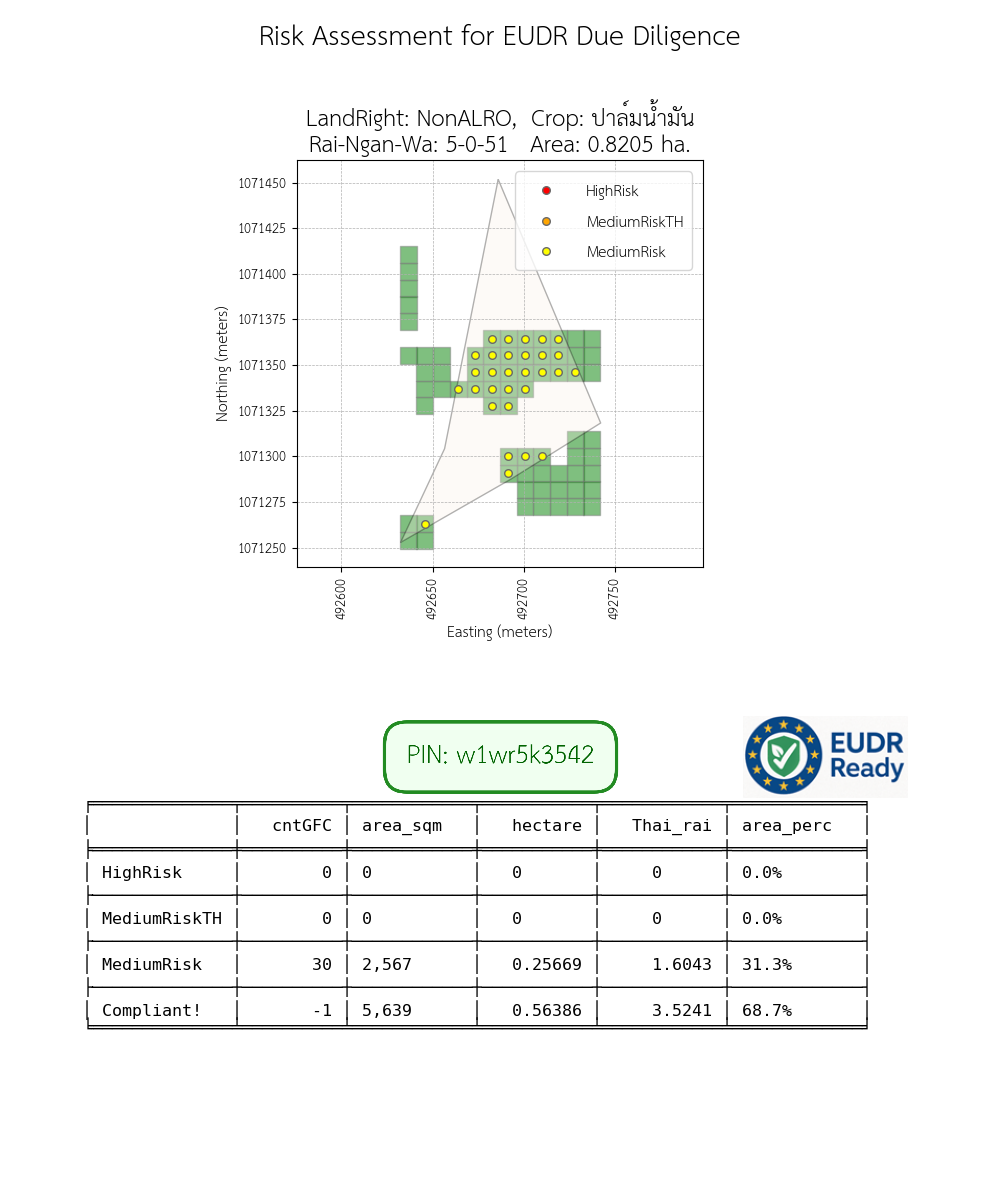 Risk Assessment for EUDR Due Diligence
LandRight: NonALRO,  Crop: ปาล์มน้ำมัน
Rai-Ngan-Wa: 5-0-51   Area: 0.8205 ha.
HighRisk
MediumRiskTH
MediumRisk
1071450
1071425
1071400
1071375
1071350
1071325
1071300
1071275
1071250
Northing (meters)
492600 492650 492700 492750
Easting (meters)
PIN: w1wr5k3542
EUDR
Ready
cntGFC area_sqm hectare Thai_rai area_perc
HighRisk 0 0 0 0 0.0%
MediumRiskTH 0 0 0 0 0.0%
MediumRisk 30 2,567 0.25669 1.6043 31.3%
Compliant! -1 5,639 0.56386 3.5241 68.7%